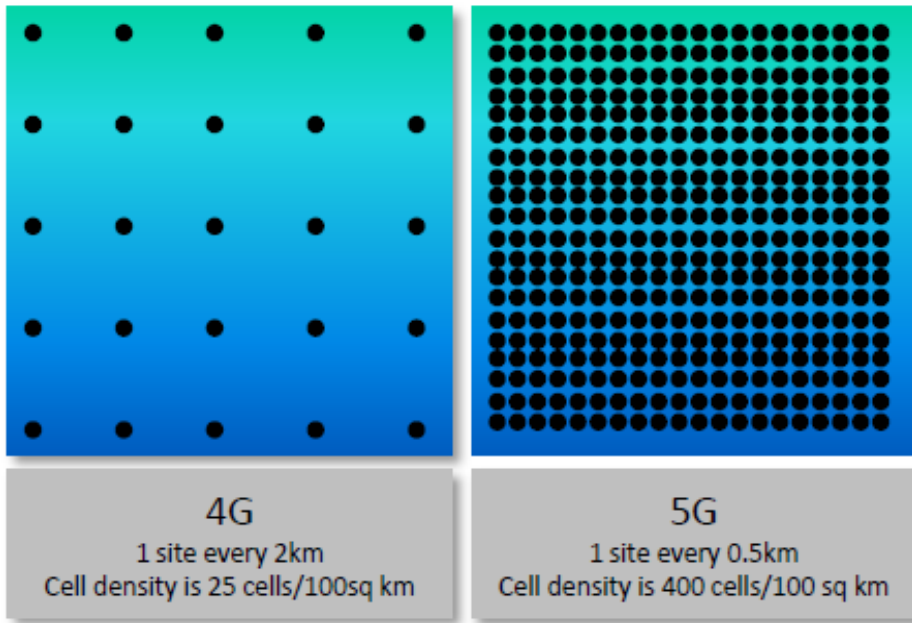 4G
1 site every 2km
Cell density is 25 cells/100sq km
5G
1 site every 0.5km
Cell density is 400 cells/100 sq km